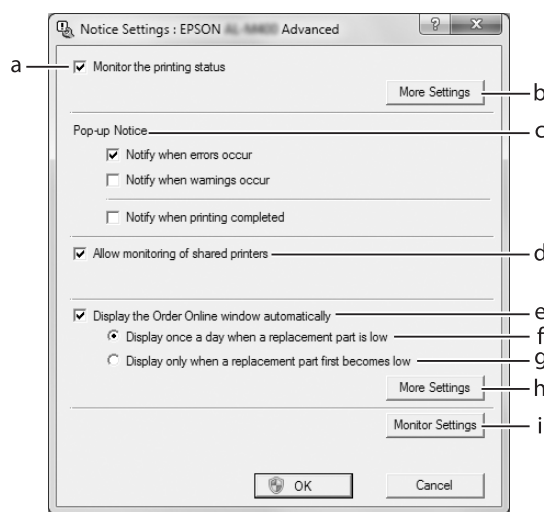 Notice Settings : EPSON Advanced
a
Monitor the printing status
More Settings
b
Pop-up Notice
c
Notify when errors occur
Notify when warnings occur
Notify when printing completed
Allow monitoring of shared printers
d
Display the Order Online window automatically
e
Display once a day when a replacement part is low
f
Display only when a replacement part first becomes low
g
More Settings
h
Monitor Settings
i
OK
Cancel